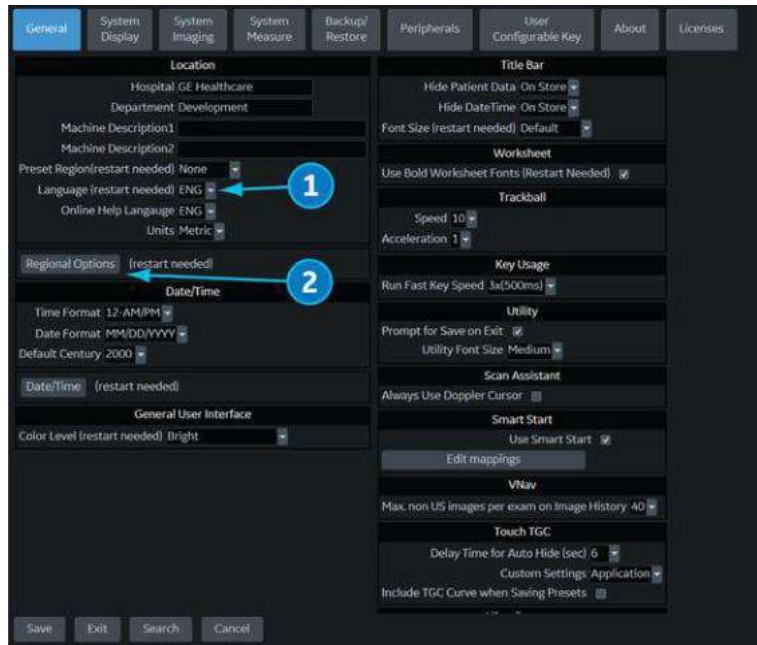 General
System Display
System Imaging
System Measure
Backup/ Restore
Peripherals
User Configurable Key
About
Licenses
Location
Hospital GE Healthcare
Department Development
Machine Description1
Machine Description2
Preset Region(restart needed) None
Language (restart needed) ENG
1
Online Help Langauge ENG
Units Metric
Regional Options (restart needed)
2
Date/Time
Time Format 12-AM/PM
Date Format MM/DD/YYYY
Default Century 2000
Date/Time (restart needed)
General User Interface
Color Level (restart needed) Bright
Title Bar
Hide Patient Data On Store
Hide DateTime On Store
Font Size (restart needed) Default
Worksheet
Use Bold Worksheet Fonts (Restart Needed)
Trackball
Speed 10
Acceleration 1
Key Usage
Run Fast Key Speed 3x(500ms)
Utility
Prompt for Save on Exit
Utility Font Size Medium
Scan Assistant
Always Use Doppler Cursor
Smart Start
Use Smart Start
Edit mappings
VNav
Max. non US images per exam on Image History 40
Touch TGC
Delay Time for Auto Hide (sec) 6
Custom Settings Application
Include TGC Curve when Saving Presets
Save
Exit
Search
Cancel